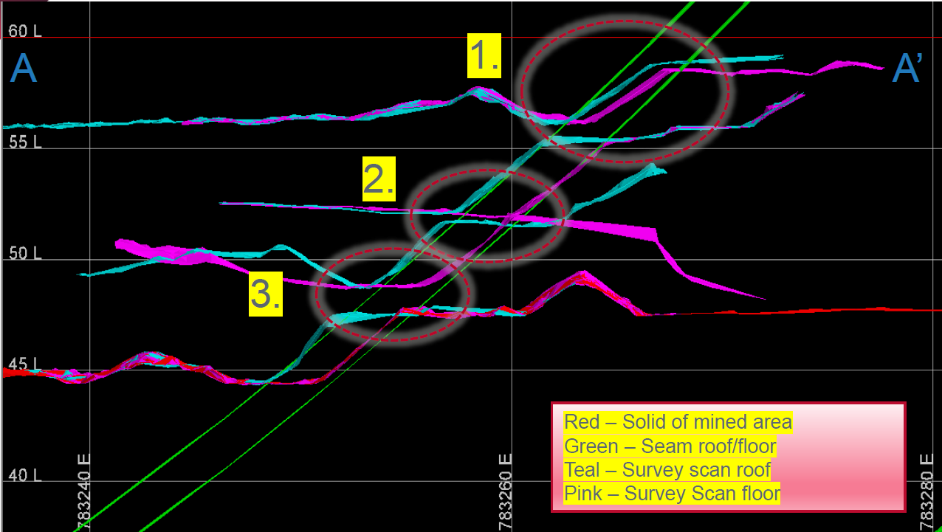 60 L
A
1.
A'
55 L
2.
50 L
3.
45 L
Red – Solid of mined area
Green – Seam roof/floor
Teal – Survey scan roof
Pink – Survey Scan floor
40 L
783240 E
783260 E
783280 E